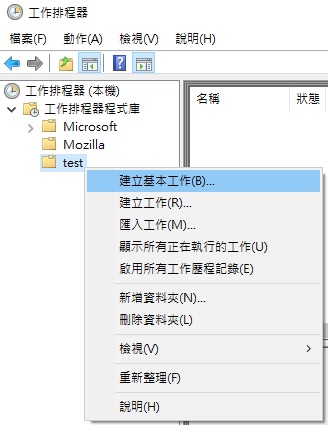 工作排程器
檔案(F) 動作(A) 檢視(V) 說明(H)
工作排程器 (本機)
工作排程器程式庫
Microsoft
Mozilla
test
名稱 狀態
建立基本工作(B)...
建立工作(R)...
匯入工作(M)...
顯示所有正在執行的工作(U)
啟用所有工作歷程記錄(E)
新增資料夾(N)...
刪除資料夾(L)
檢視(V)
重新整理(F)
說明(H)